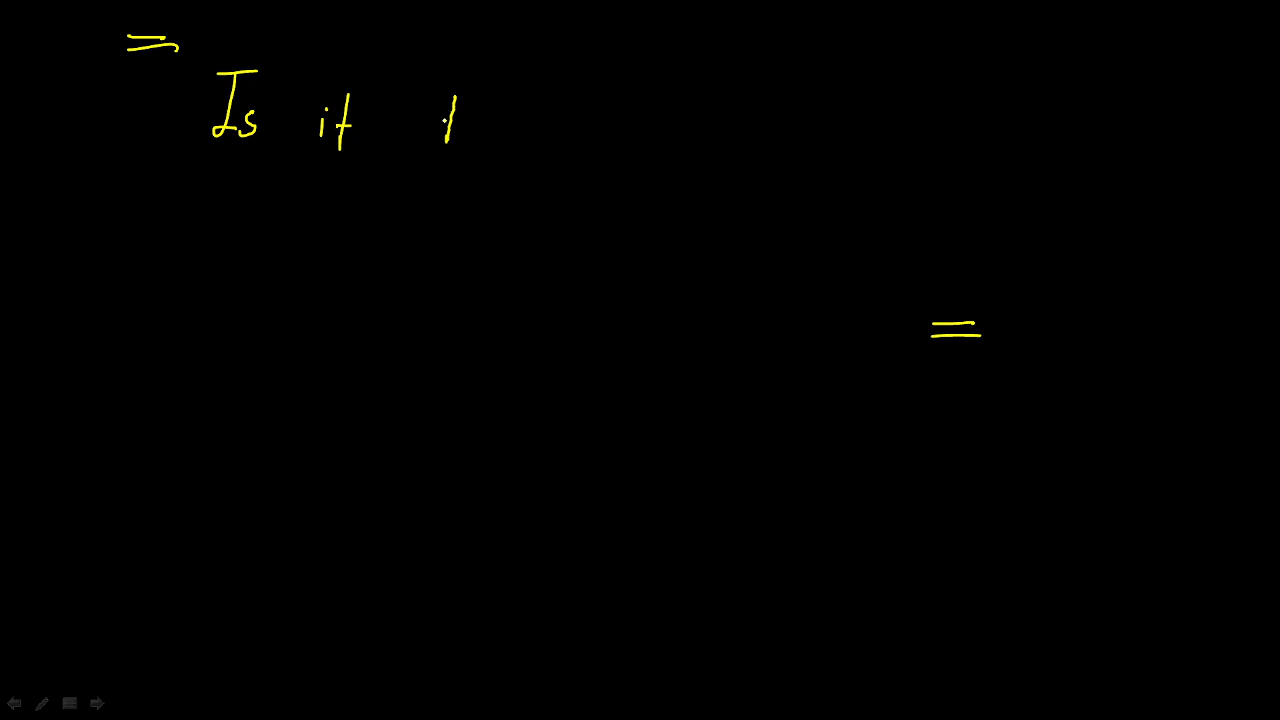 =
Is it
=